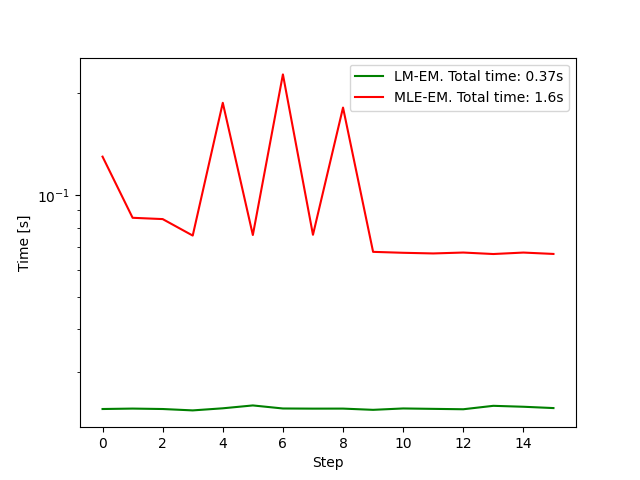 LM-EM. Total time: 0.37s
MLE-EM. Total time: 1.6s
10⁻¹
Time [s]
0 2 4 6 8 10 12 14
Step